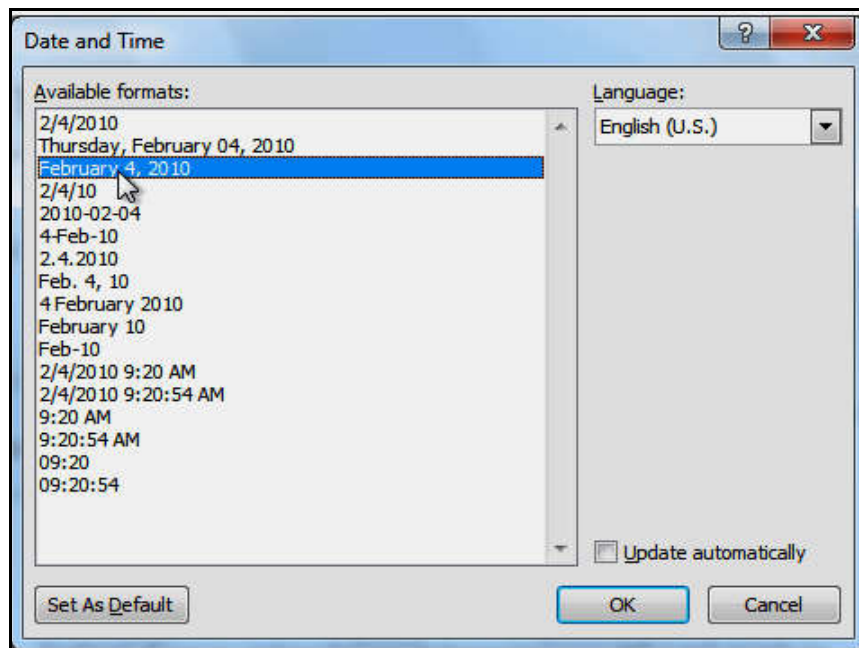 Date and Time
Available formats:
2/4/2010
Thursday, February 04, 2010
February 4, 2010
2/4/10
2010-02-04
4-Feb-10
2.4.2010
Feb. 4, 10
4 February 2010
February 10
Feb-10
2/4/2010 9:20 AM
2/4/2010 9:20:54 AM
9:20 AM
9:20:54 AM
09:20
09:20:54
Language:
English (U.S.)
Update automatically
Set As Default
OK
Cancel